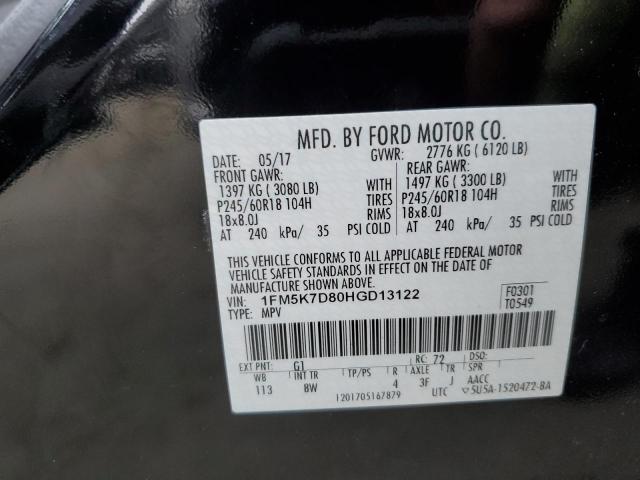 MFD. BY FORD MOTOR CO.
DATE: 05/17 GVWR: 2776 KG ( 6120 LB)
FRONT GAWR: REAR GAWR:
1397 KG ( 3080 LB) WITH 1497 KG ( 3300 LB) WITH
P245/60R18 104H TIRES P245/60R18 104H TIRES
18x8.0J RIMS 18x8.0J RIMS
AT 240 kPa/ 35 PSI COLD AT 240 kPa/ 35 PSI COLD
THIS VEHICLE CONFORMS TO ALL APPLICABLE FEDERAL MOTOR
VEHICLE SAFETY STANDARDS IN EFFECT ON THE DATE OF
MANUFACTURE SHOWN ABOVE.
VIN: 1FM5K7D80HGD13122 F0301
TYPE: MPV T0549
EXT PNT: G1 RC: 72 DSO:
WB INT TR TP/PS R AXLE TR SPR
113 BW 4 3F J AACC
1201705167879 UTC 5U5A-1520472-BA